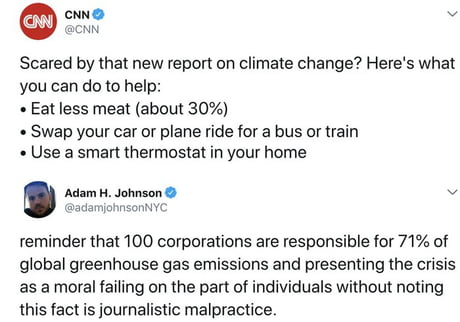 CNN
CNN
@CNN
Scared by that new report on climate change? Here's what
you can do to help:
• Eat less meat (about 30%)
• Swap your car or plane ride for a bus or train
• Use a smart thermostat in your home
Adam H. Johnson
@adamjohnsonNYC
reminder that 100 corporations are responsible for 71% of
global greenhouse gas emissions and presenting the crisis
as a moral failing on the part of individuals without noting
this fact is journalistic malpractice.